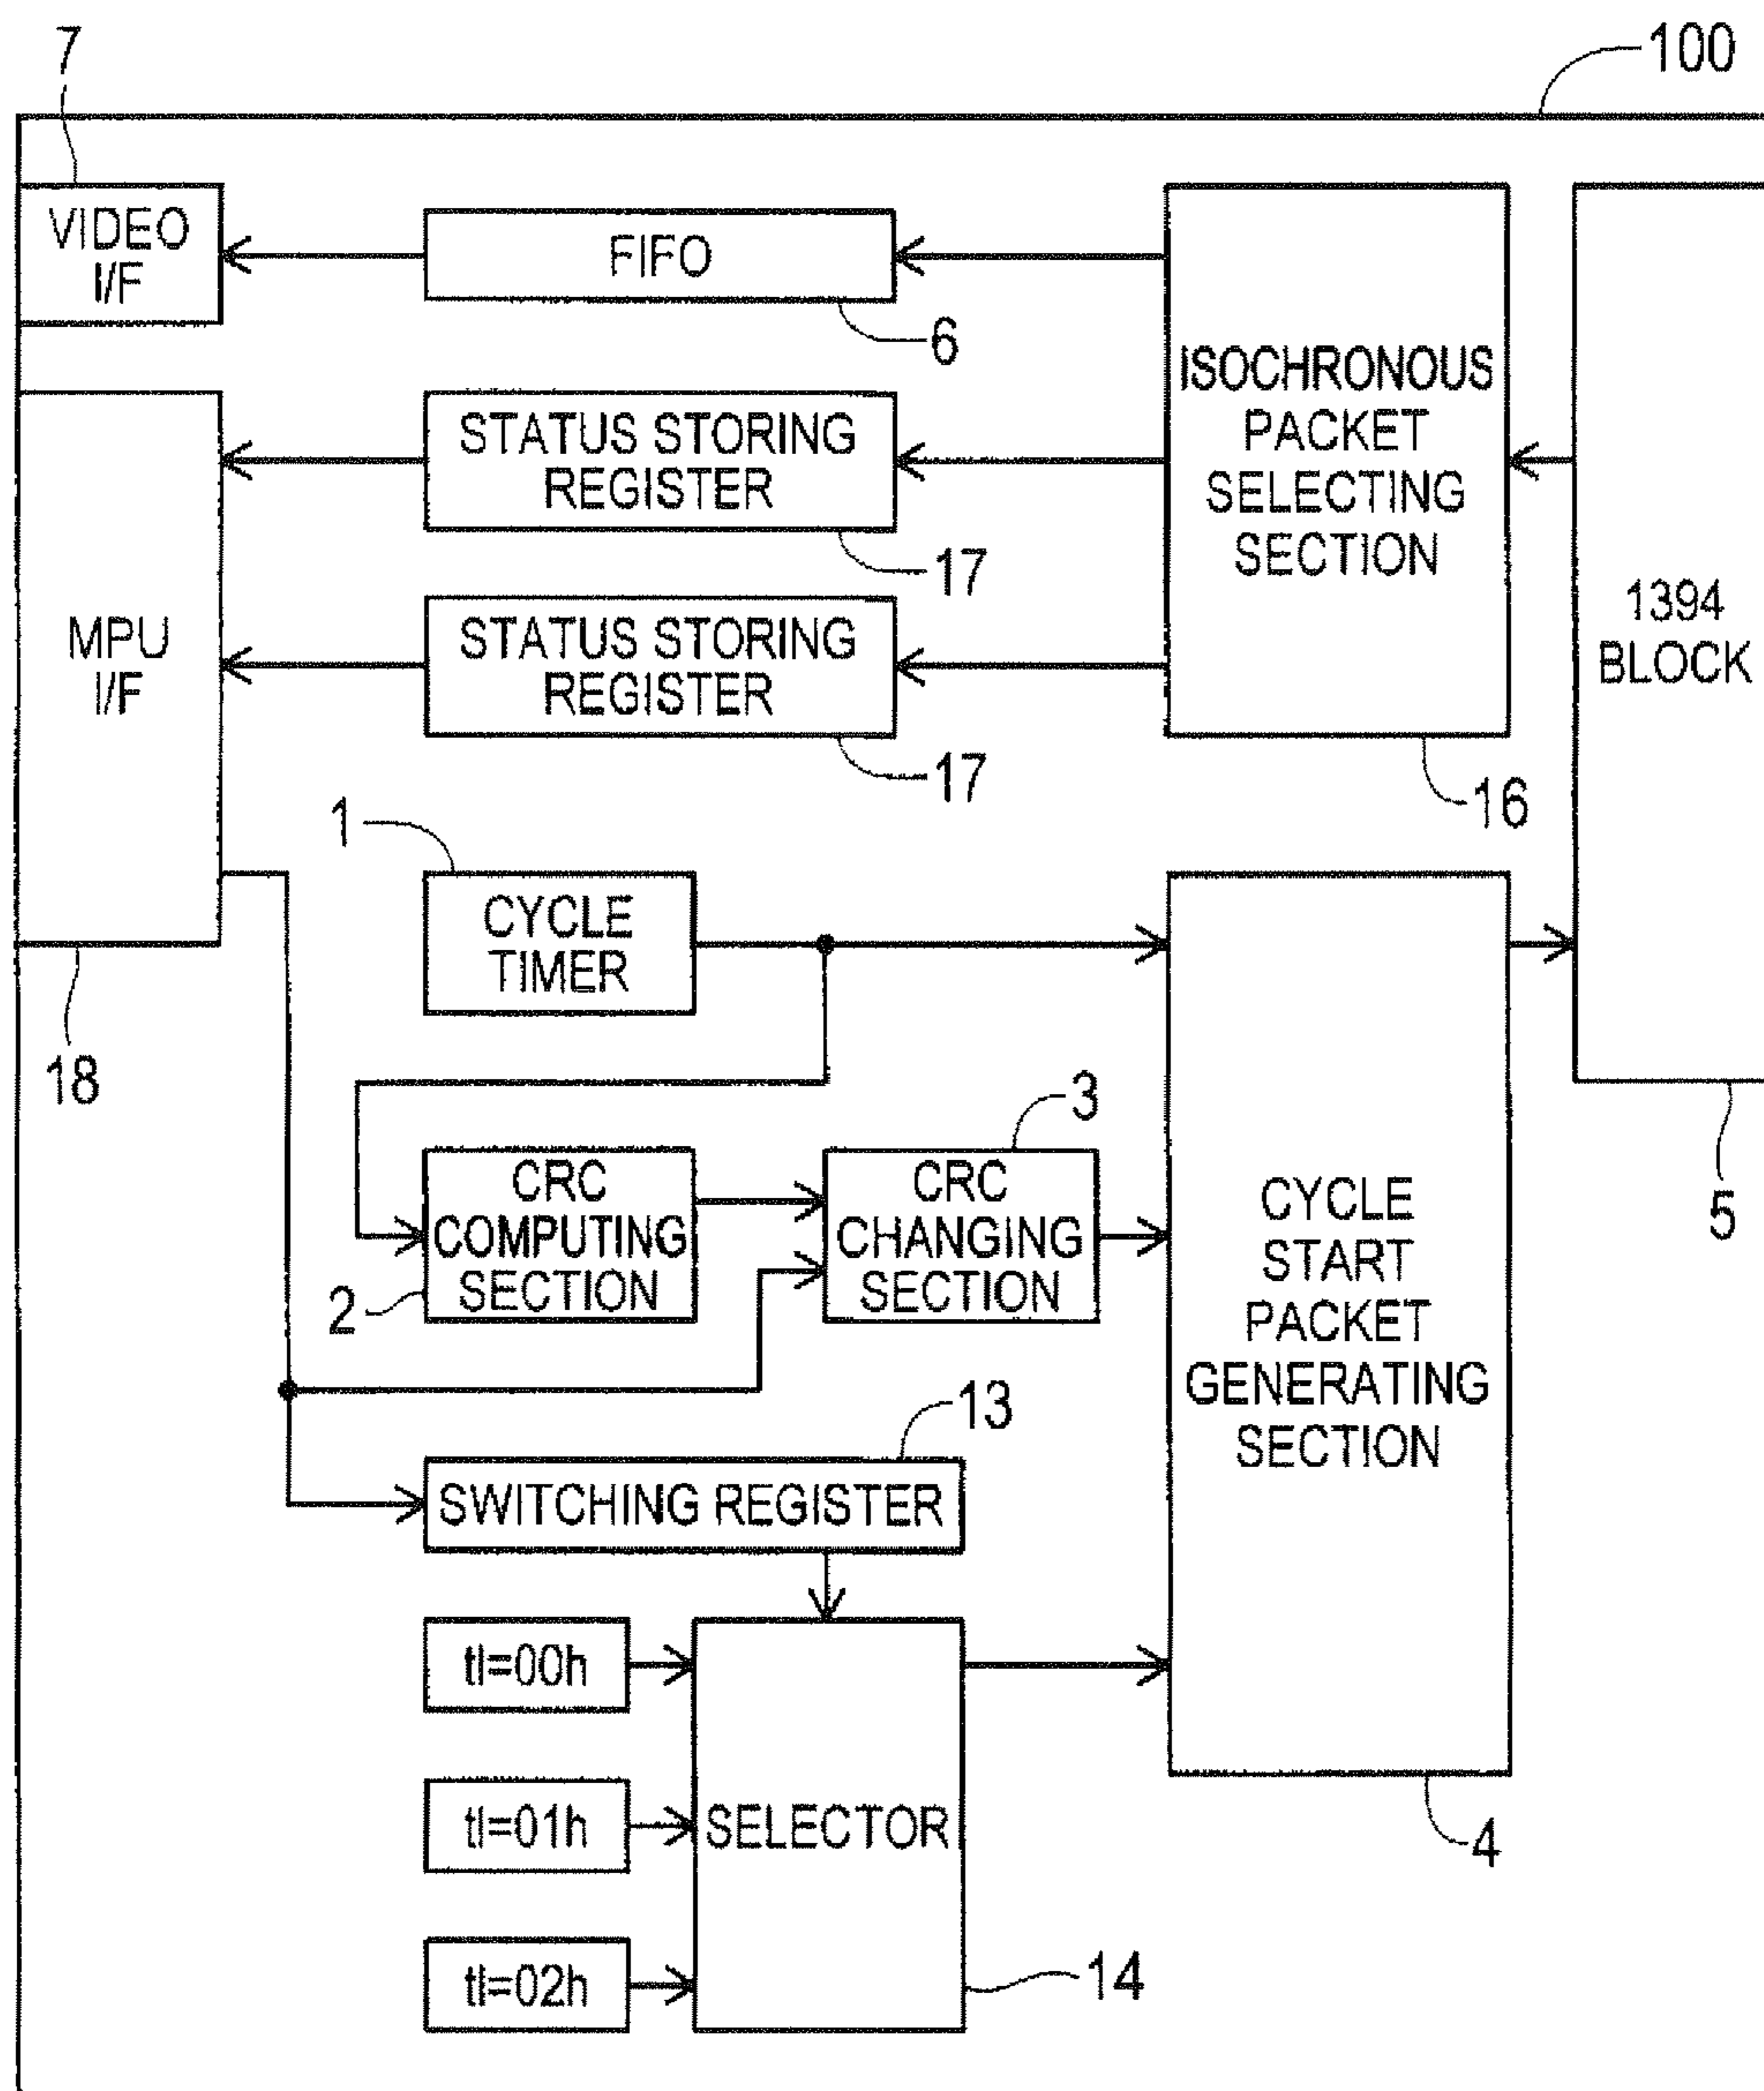 100
7
VIDEO
I/F
FIFO
6
ISOCHRONOUS
PACKET
SELECTING
SECTION
16
STATUS STORING
REGISTER
17
STATUS STORING
REGISTER
17
MPU
I/F
18
1394
BLOCK
5
1
CYCLE
TIMER
CRC
COMPUTING
SECTION
2
3
CRC
CHANGING
SECTION
CYCLE
START
PACKET
GENERATING
SECTION
4
13
SWITCHING REGISTER
tl=00h
tl=01h
tl=02h
SELECTOR
14